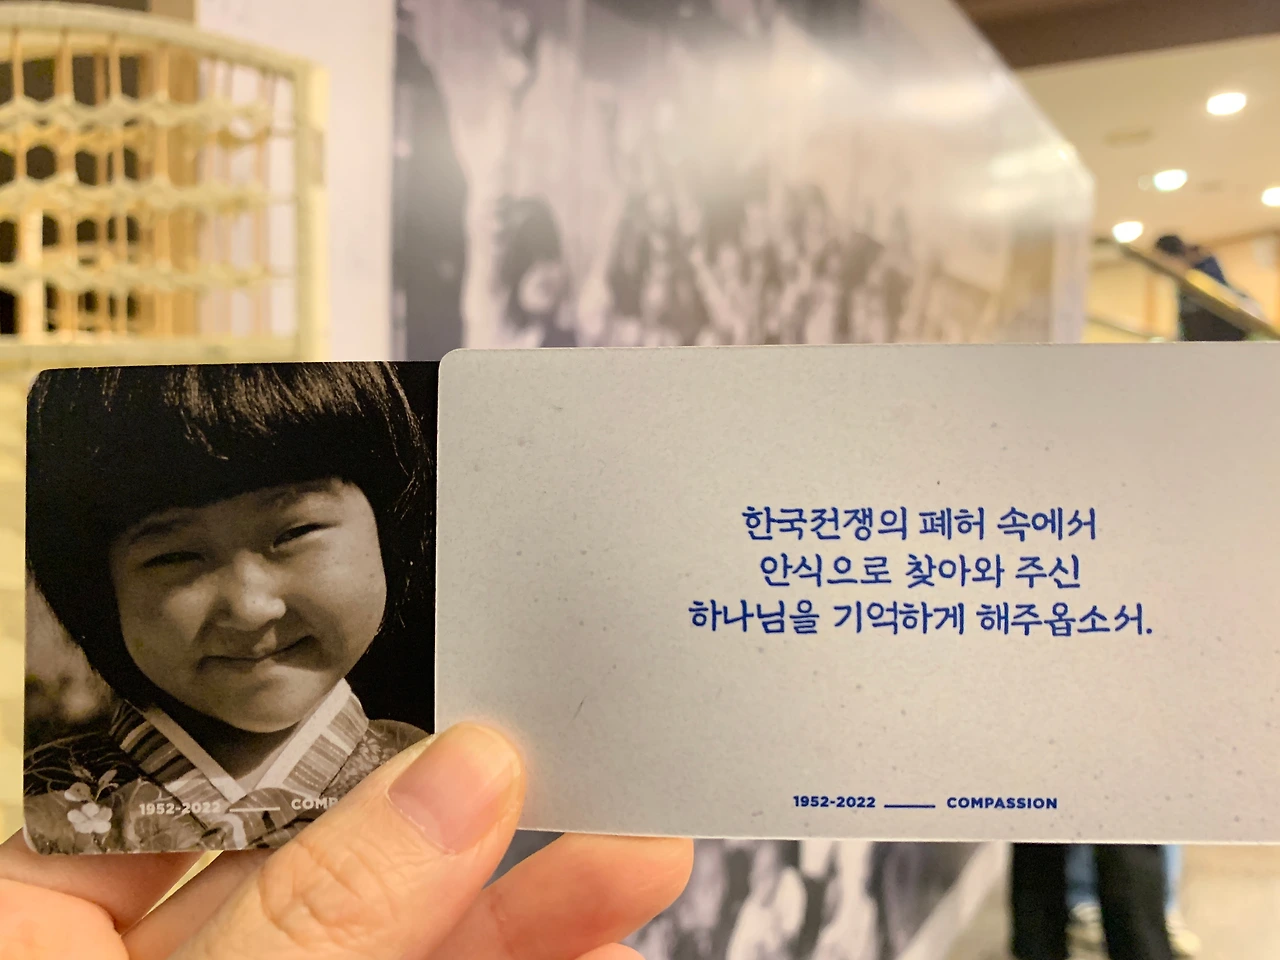 1952-2022 COMP
한국전쟁의 폐허 속에서
안식으로 찾아와 주신
하나님을 기억하게 해주옵소서.
1952-2022 COMPASSION